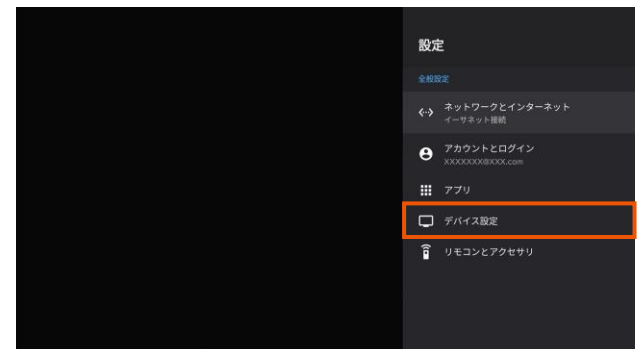 設定
全般設定
ネットワークとインターネット
イーサネット接続
アカウントとログイン
XXXXXXX@XXX.com
アプリ
デバイス設定
リモコンとアクセサリ